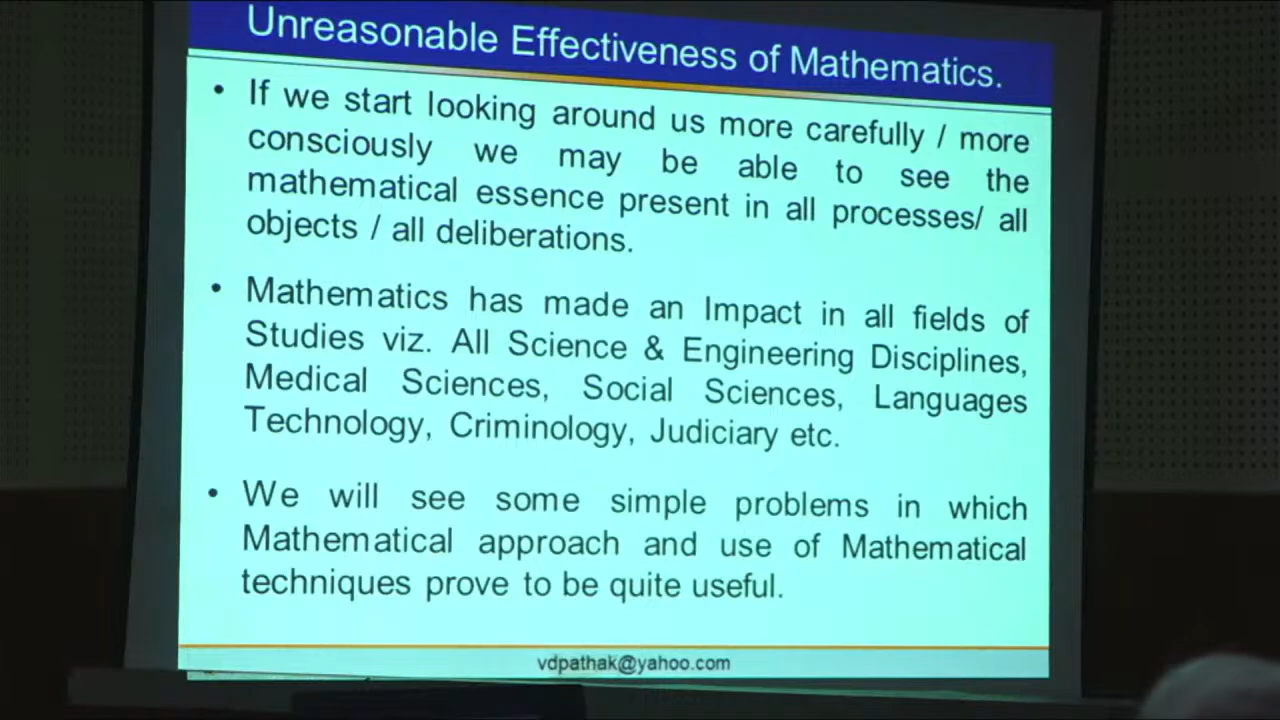 Unreasonable Effectiveness of Mathematics.
• If we start looking around us more carefully / more
consciously we may be able to see the
mathematical essence present in all processes/ all
objects / all deliberations.
• Mathematics has made an Impact in all fields of
Studies viz. All Science & Engineering Disciplines,
Medical Sciences, Social Sciences, Languages
Technology, Criminology, Judiciary etc.
• We will see some simple problems in which
Mathematical approach and use of Mathematical
techniques prove to be quite useful.
vdpathak@yahoo.com